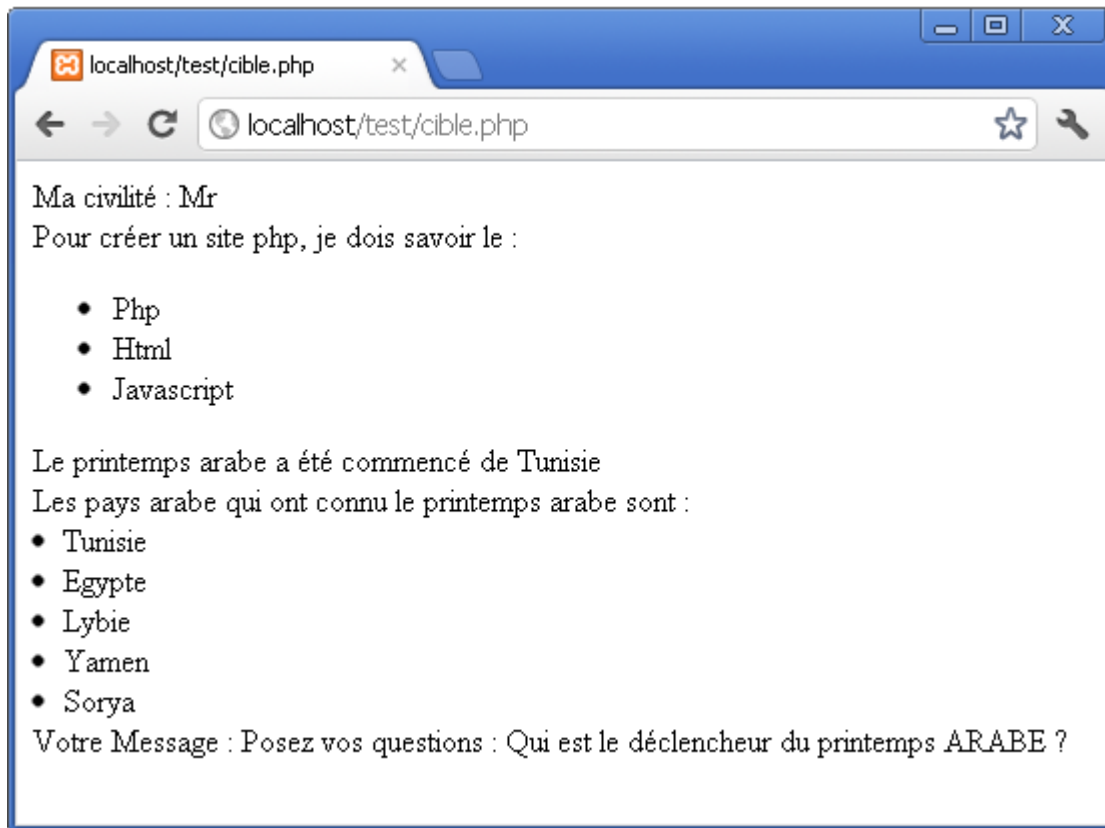 localhost/test/cible.php
localhost/test/cible.php
Ma civilité : Mr
Pour créer un site php, je dois savoir le :
• Php
• Html
• Javascript
Le printemps arabe a été commencé de Tunisie
Les pays arabe qui ont connu le printemps arabe sont :
• Tunisie
• Egypte
• Lybie
• Yamen
• Sorya
Votre Message : Posez vos questions : Qui est le déclencheur du printemps ARABE ?